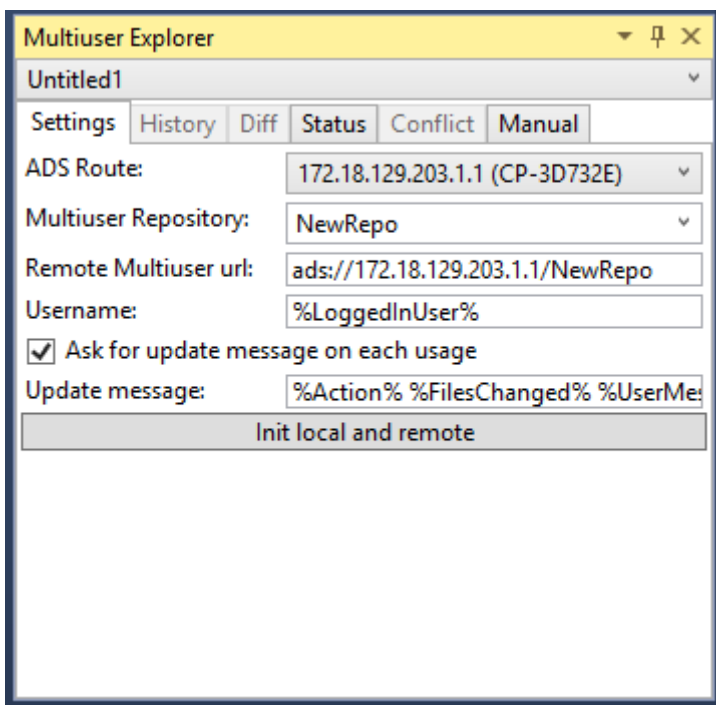 Multiuser Explorer
Untitled1
Settings History Diff Status Conflict Manual
ADS Route: 172.18.129.203.1.1 (CP-3D732E)
Multiuser Repository: NewRepo
Remote Multiuser url: ads://172.18.129.203.1.1/NewRepo
Username: %LoggedInUser%
Ask for update message on each usage
Update message: %Action% %FilesChanged% %UserMes
Init local and remote